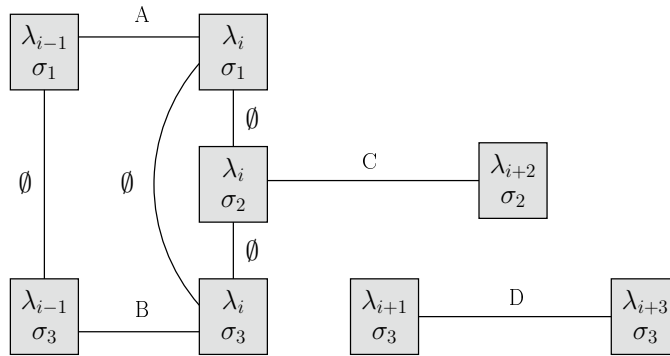 A
λ_{i−1}
σ_1
λ_i
σ_1
∅
λ_i
σ_2
C
λ_{i+2}
σ_2
∅
∅
∅
λ_{i−1}
σ_3
B
λ_i
σ_3
λ_{i+1}
σ_3
D
λ_{i+3}
σ_3